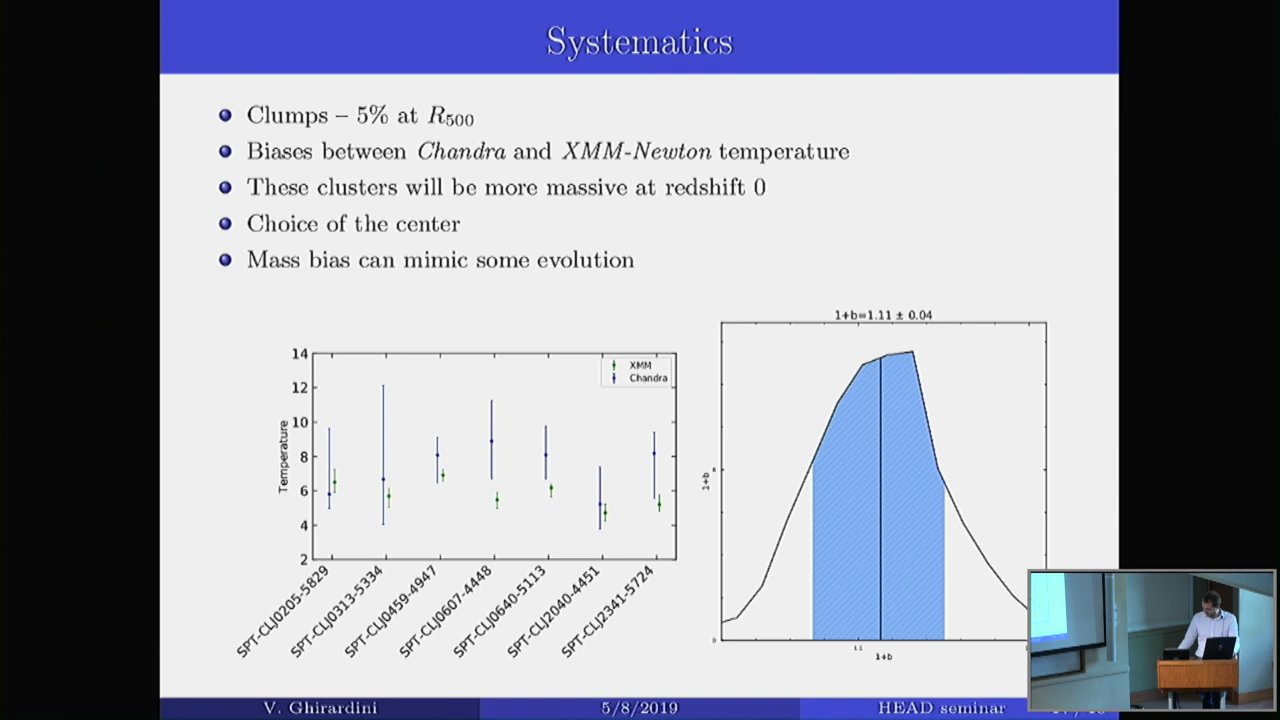 Systematics
Clumps – 5% at R500
Biases between Chandra and XMM-Newton temperature
These clusters will be more massive at redshift 0
Choice of the center
Mass bias can mimic some evolution
1+b=1.11 ± 0.04
14
12
10
8
6
4
2
Temperature
XMM
Chandra
SPT-CLJ0205-5829
SPT-CLJ0313-5334
SPT-CLJ0459-4947
SPT-CLJ0607-4448
SPT-CLJ0640-5113
SPT-CLJ2040-4451
SPT-CLJ2341-5724
1+b
1+b
V. Ghirardini
5/8/2019
HEAD seminar